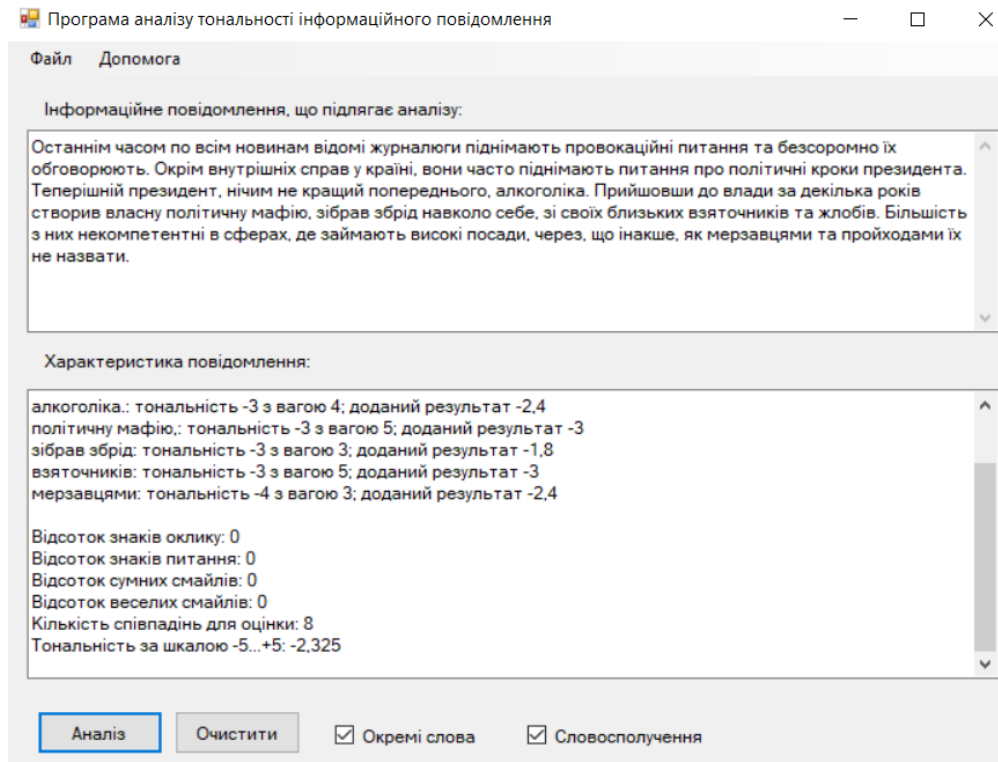 Програма аналізу тональності інформаційного повідомлення
Файл Допомога
Інформаційне повідомлення, що підлягає аналізу:
Останнім часом по всім новинам відомі журналюги піднімають провокаційні питання та безсоромно їх
обговорюють. Окрім внутрішніх справ у країні, вони часто піднімають питання про політичні кроки президента.
Теперішній президент, нічим не кращий попереднього, алкоголіка. Прийшовши до влади за декілька років
створив власну політичну мафію, зібрав збрід навколо себе, зі своїх близьких взяточників та жлобів. Більшість
з них некомпетентні в сферах, де займають високі посади, через, що інакше, як мерзавцями та пройходами їх
не назвати.
Характеристика повідомлення:
алкоголіка.: тональність -3 з вагою 4; доданий результат -2,4
політичну мафію,: тональність -3 з вагою 5; доданий результат -3
зібрав збрід: тональність -3 з вагою 3; доданий результат -1,8
взяточників: тональність -3 з вагою 5; доданий результат -3
мерзавцями: тональність -4 з вагою 3; доданий результат -2,4
Відсоток знаків оклику: 0
Відсоток знаків питання: 0
Відсоток сумних смайлів: 0
Відсоток веселих смайлів: 0
Кількість співпадінь для оцінки: 8
Тональність за шкалою -5...+5: -2,325
Аналіз Очистити Окремі слова Словосполучення